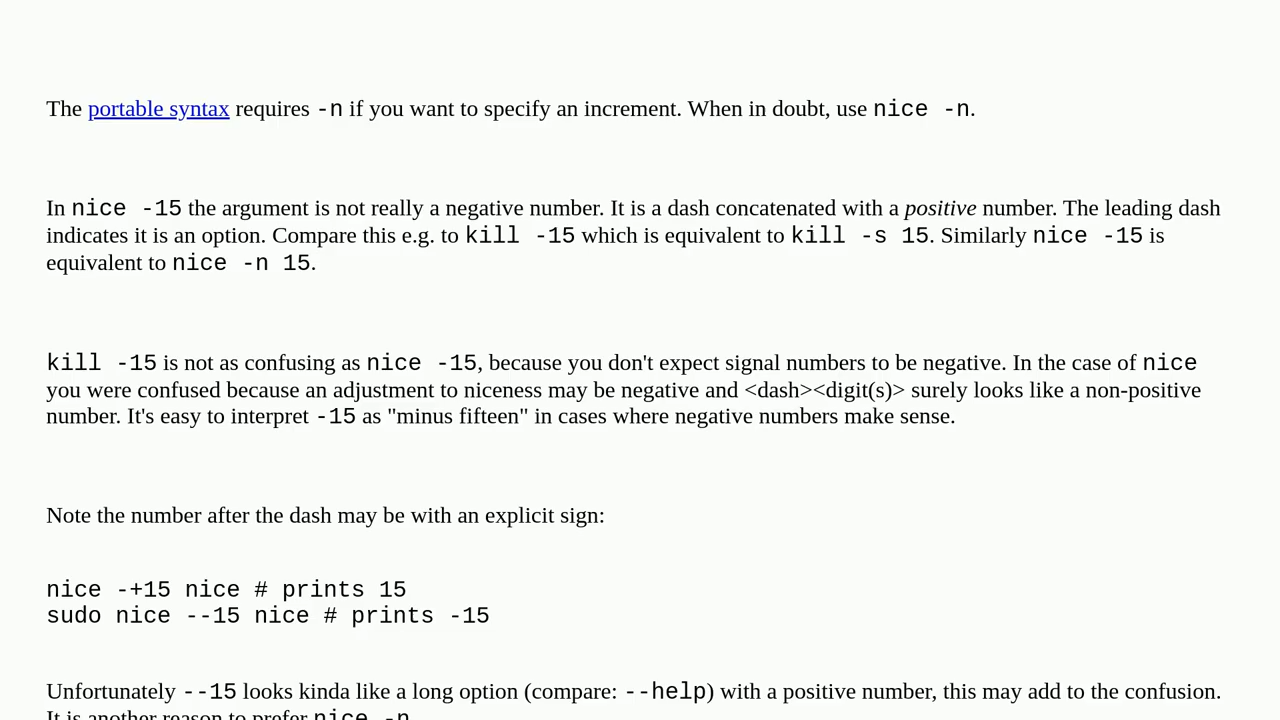 The portable syntax requires -n if you want to specify an increment. When in doubt, use nice -n.
In nice -15 the argument is not really a negative number. It is a dash concatenated with a positive number. The leading dash
indicates it is an option. Compare this e.g. to kill -15 which is equivalent to kill -s 15. Similarly nice -15 is
equivalent to nice -n 15.
kill -15 is not as confusing as nice -15, because you don't expect signal numbers to be negative. In the case of nice
you were confused because an adjustment to niceness may be negative and <dash><digit(s)> surely looks like a non-positive
number. It's easy to interpret -15 as "minus fifteen" in cases where negative numbers make sense.
Note the number after the dash may be with an explicit sign:
nice -+15 nice # prints 15
sudo nice --15 nice # prints -15
Unfortunately --15 looks kinda like a long option (compare: --help) with a positive number, this may add to the confusion.
It is another reason to prefer nice -n